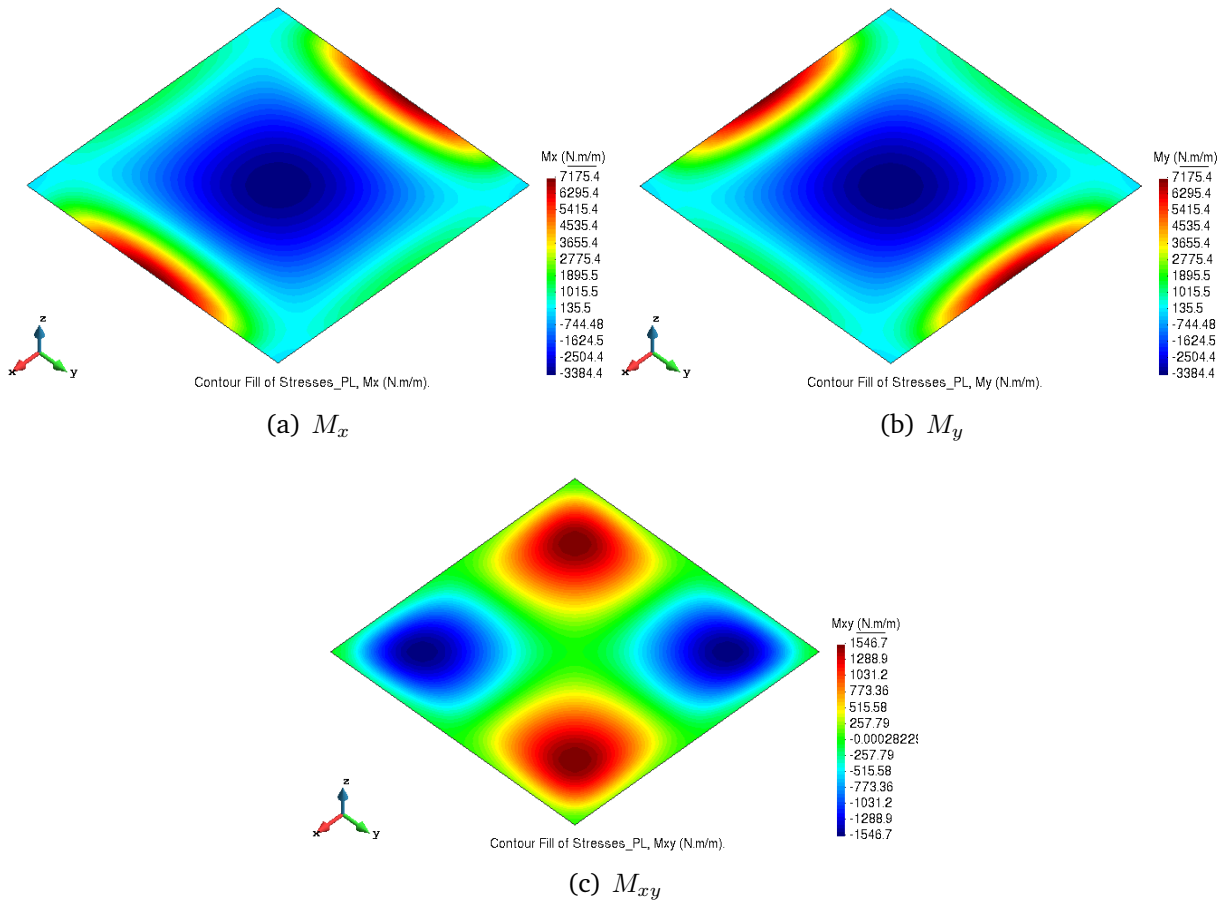 Mx (N.m/m)
7175.4
6295.4
5415.4
4535.4
3655.4
2775.4
1895.5
1015.5
135.5
-744.48
-1624.5
-2504.4
-3384.4
z
x
y
Contour Fill of Stresses_PL, Mx (N.m/m).
(a) Mx
My (N.m/m)
7175.4
6295.4
5415.4
4535.4
3655.4
2775.4
1895.5
1015.5
135.5
-744.48
-1624.5
-2504.4
-3384.4
z
x
y
Contour Fill of Stresses_PL, My (N.m/m).
(b) My
Mxy (N.m/m)
1546.7
1288.9
1031.2
773.36
515.58
257.79
-0.00028229
-257.79
-515.58
-773.36
-1031.2
-1288.9
-1546.7
z
x
y
Contour Fill of Stresses_PL, Mxy (N.m/m).
(c) Mxy